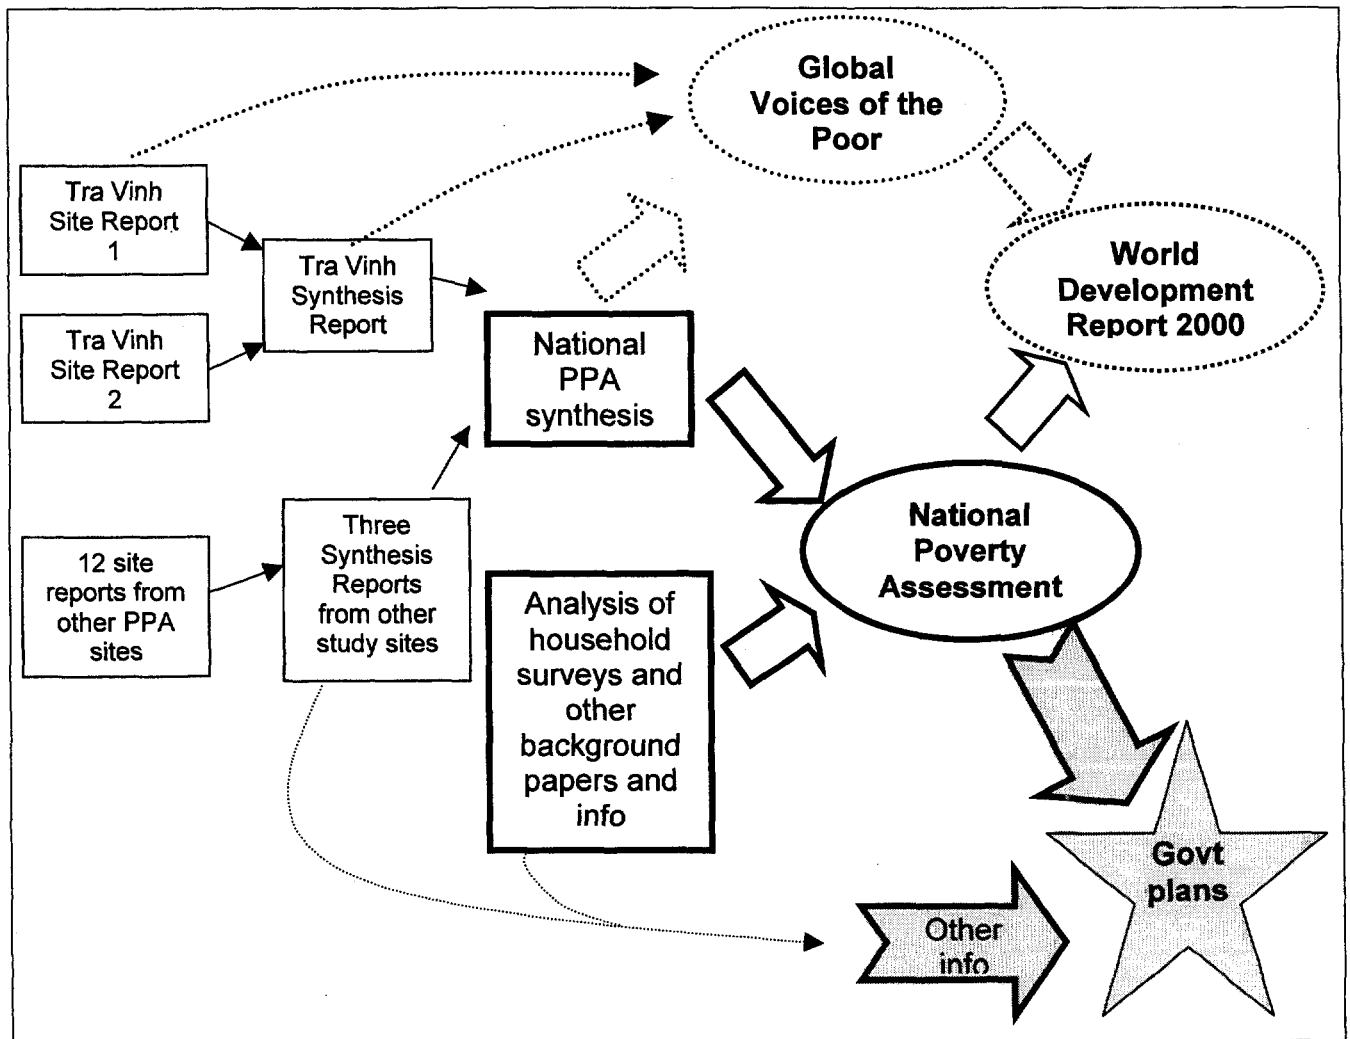 Global
Voices of the
Poor
Tra Vinh
Site Report
1
Tra Vinh
Synthesis
Report
World
Development
Report 2000
Tra Vinh
Site Report
2
National
PPA
synthesis
12 site
reports from
other PPA
sites
Three
Synthesis
Reports
from other
study sites
Analysis of
household
surveys and
other
background
papers and
info
National
Poverty
Assessment
Govt
plans
Other
info